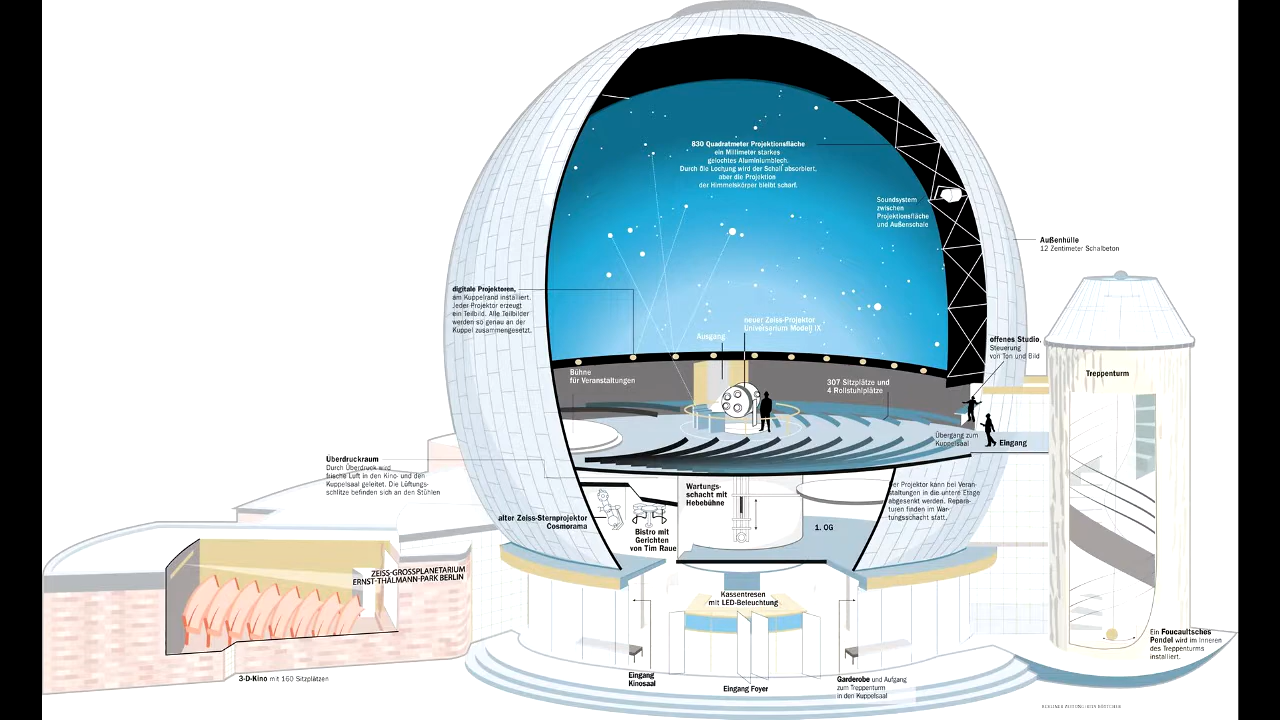 830 Quadratmeter Projektionsfläche
ein Millimeter starkes
gelochtes Aluminiumblech.
Durch die Lochung wird der Schall absorbiert,
aber die Projektion
der Himmelskörper bleibt scharf.
Soundsystem
zwischen
Projektionsfläche
und Außenschale
Außenhülle
12 Zentimeter Schalbeton
digitale Projektoren,
am Kuppelrand installiert.
Jeder Projektor erzeugt
ein Teilbild. Alle Teilbilder
werden so genau an der
Kuppel zusammengesetzt.
neuer Zeiss-Projektor
Universarium Modell IX
Ausgang
offenes Studio,
Steuerung
von Ton und Bild
Bühne
für Veranstaltungen
307 Sitzplätze und
4 Rollstuhlplätze
Treppenturm
Übergang zum
Kuppelsaal
Eingang
Überdruckraum
Durch Überdruck wird
frische Luft in den Kino- und den
Kuppelsaal geleitet. Die Lüftungs-
schlitze befinden sich an den Stühlen
Wartungs-
schacht mit
Hebebühne
Der Projektor kann bei Veran-
staltungen in die untere Etage
abgesenkt werden. Repara-
turen finden im War-
tungsschacht statt.
alter Zeiss-Sternprojektor
Cosmorama
Bistro mit
Gerichten
von Tim Raue
1. OG
ZEISS-GROSSPLANETARIUM
ERNST-THÄLMANN-PARK BERLIN
Kassentresen
mit LED-Beleuchtung
Ein Foucaultsches
Pendel wird im Inneren
des Treppenturms
installiert.
3-D-Kino mit 160 Sitzplätzen
Eingang
Kinosaal
Eingang Foyer
Garderobe und Aufgang
zum Treppenturm
in den Kuppelsaal